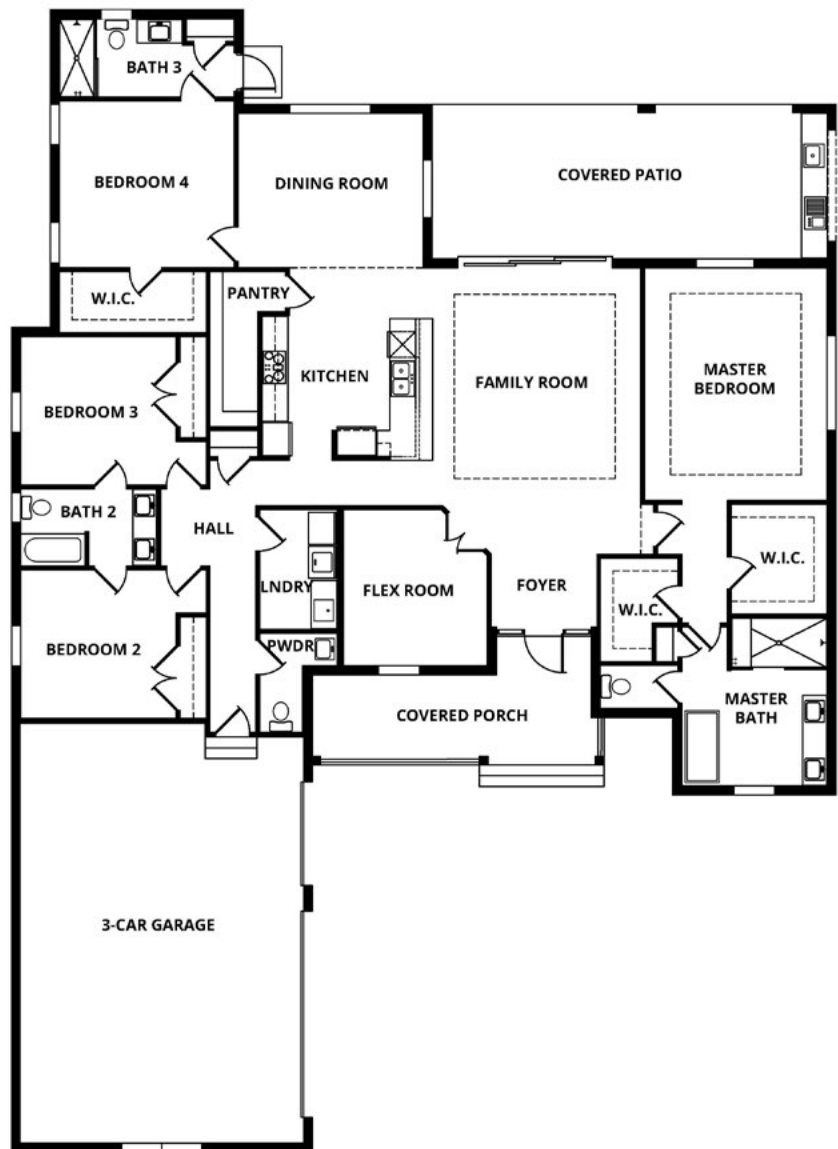 BATH 3
BEDROOM 4
DINING ROOM
COVERED PATIO
W.I.C.
PANTRY
KITCHEN
FAMILY ROOM
MASTER
BEDROOM
BEDROOM 3
BATH 2
HALL
LNDRY
FLEX ROOM
FOYER
W.I.C.
W.I.C.
BEDROOM 2
PWDR
COVERED PORCH
MASTER
BATH
3-CAR GARAGE